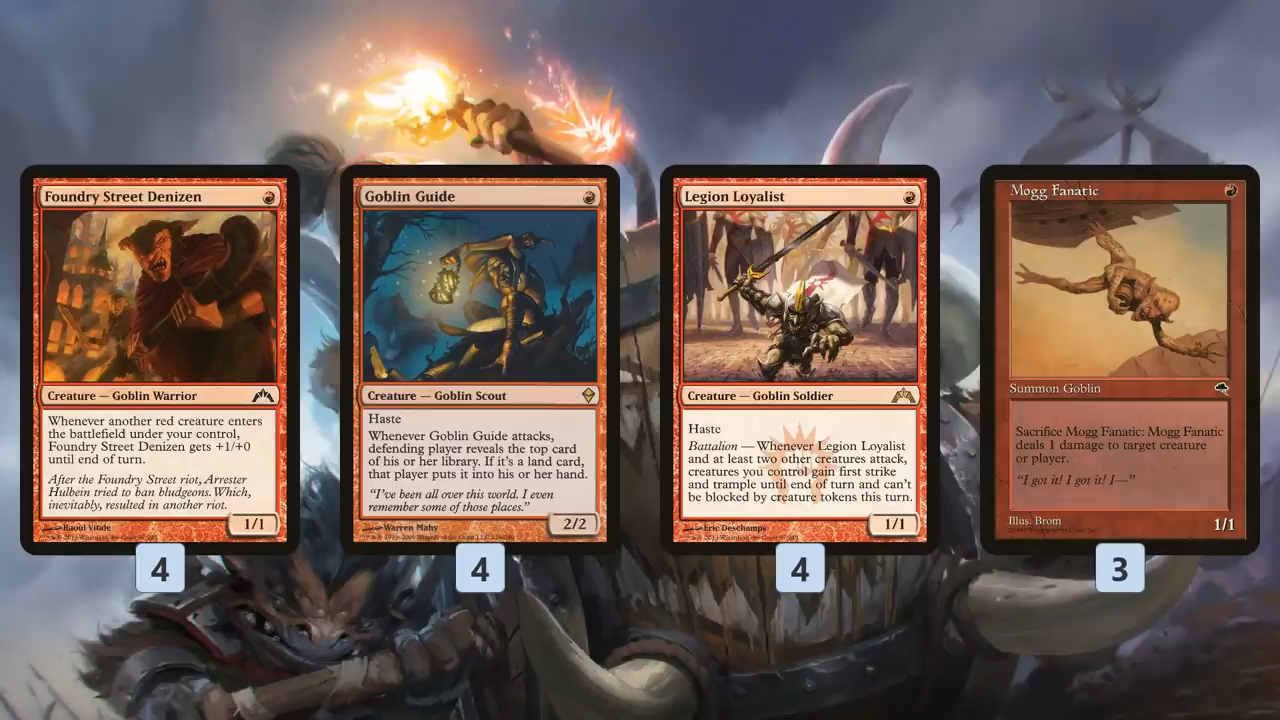 Foundry Street Denizen
Creature — Goblin Warrior
Whenever another red creature enters
the battlefield under your control,
Foundry Street Denizen gets +1/+0
until end of turn.
After the Foundry Street riot, Arrester
Hulbein tried to ban bludgeons. Which,
inevitably, resulted in another riot.
Raoul Vitale
1/1
4
Goblin Guide
Creature — Goblin Scout
Haste
Whenever Goblin Guide attacks,
defending player reveals the top card
of his or her library. If it's a land card,
that player puts it into his or her hand.
“I've been all over this world. I even
remember some of those places.”
Warren Mahy
2/2
4
Legion Loyalist
Creature — Goblin Soldier
Haste
Battalion — Whenever Legion Loyalist
and at least two other creatures attack,
creatures you control gain first strike
and trample until end of turn and can't
be blocked by creature tokens this turn.
Eric Deschamps
1/1
4
Mogg Fanatic
Summon Goblin
Sacrifice Mogg Fanatic: Mogg Fanatic
deals 1 damage to target creature
or player.
“I got it! I got it! I—”
Illus. Brom
1/1
3